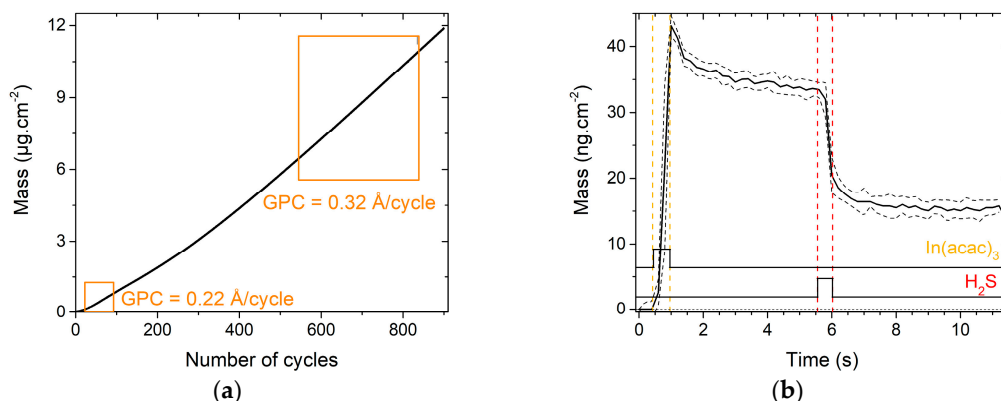 12
9
6
3
0
Mass (µg.cm⁻²)
GPC = 0.32 Å/cycle
GPC = 0.22 Å/cycle
0 200 400 600 800
Number of cycles
(a)
40
30
20
10
0
Mass (ng.cm⁻²)
In(acac)₃
H₂S
0 2 4 6 8 10
Time (s)
(b)